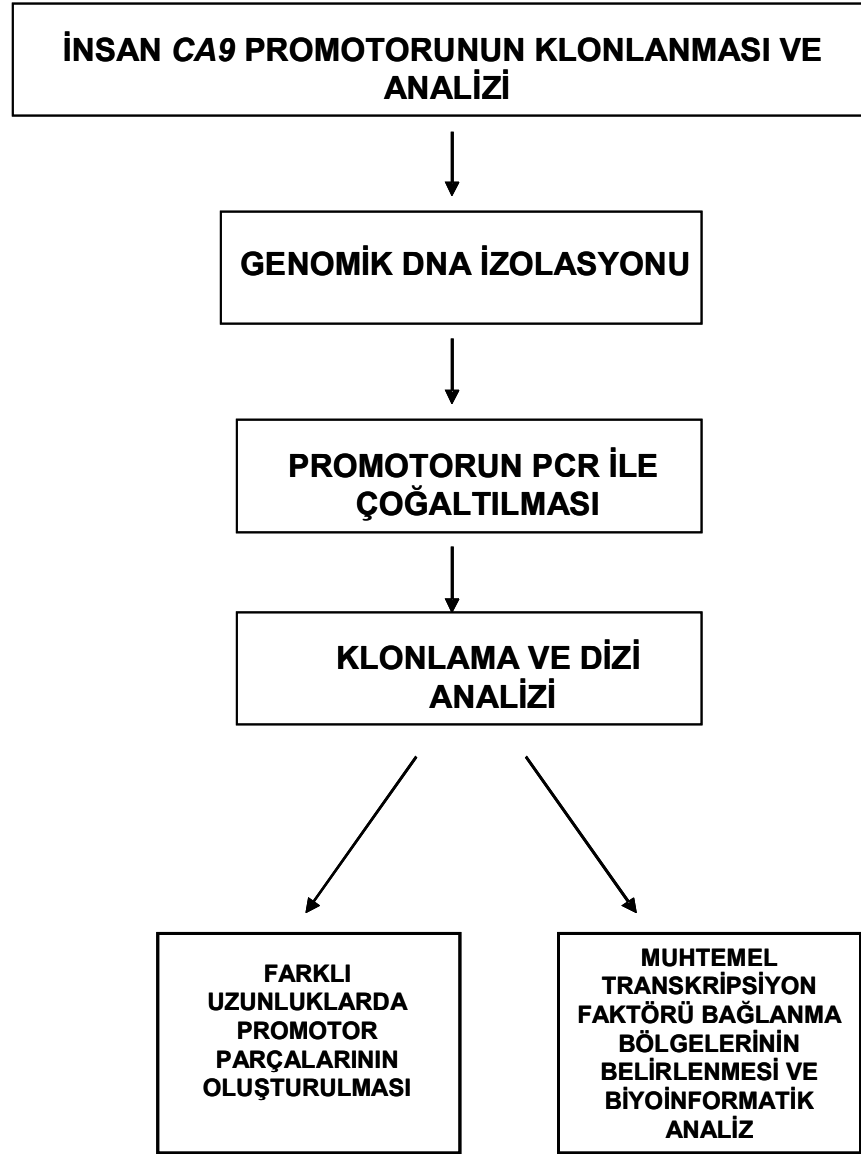 İNSAN CA9 PROMOTORUNUN KLONLANMASI VE
ANALİZİ
GENOMİK DNA İZOLASYONU
PROMOTORUN PCR İLE
ÇOĞALTILMASI
KLONLAMA VE DİZİ
ANALİZİ
FARKLI
UZUNLUKLARDA
PROMOTOR
PARÇALARININ
OLUŞTURULMASI
MUHTEMEL
TRANSKRİPSİYON
FAKTÖRÜ BAĞLANMA
BÖLGELERİNİN
BELİRLENMESİ VE
BİYOİNFORMATİK
ANALİZ